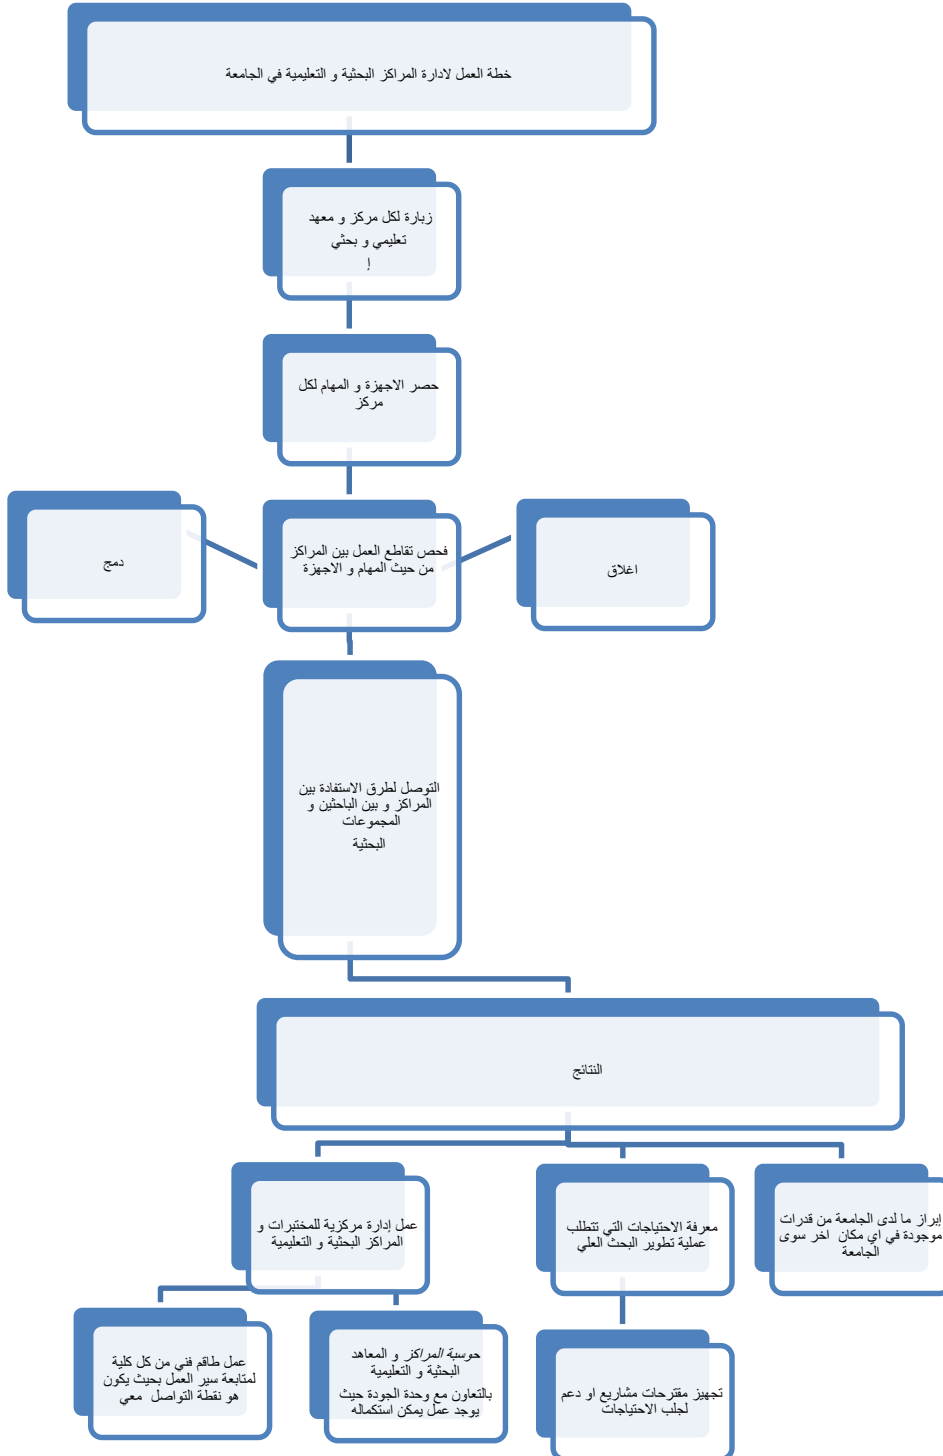 خطة العمل لادارة المراكز البحثية و التعليمية في الجامعة
زيارة لكل مركز و معهد
تعليمي و بحثي
إ
حصر الاجهزة و المهام لكل
مركز
دمج
فحص تقاطع العمل بين المراكز
من حيث المهام و الاجهزة
اغلاق
التوصل لطرق الاستفادة بين
المراكز و بين الباحثين و
المجموعات
البحثية
النتائج
إبراز ما لدى الجامعة من قدرات
موجودة في اي مكان اخر سوى
الجامعة
معرفة الاحتياجات التي تتطلب
عملية تطوير البحث العلي
عمل إدارة مركزية للمختبرات و
المراكز البحثية و التعليمية
تجهيز مقترحات مشاريع او دعم
لجلب الاحتياجات
حوسبة المراكز و المعاهد
البحثية و التعليمية
بالتعاون مع وحدة الجودة حيث
يوجد عمل يمكن استكماله
عمل طاقم فني من كل كلية
لمتابعة سير العمل بحيث يكون
هو نقطة التواصل معي